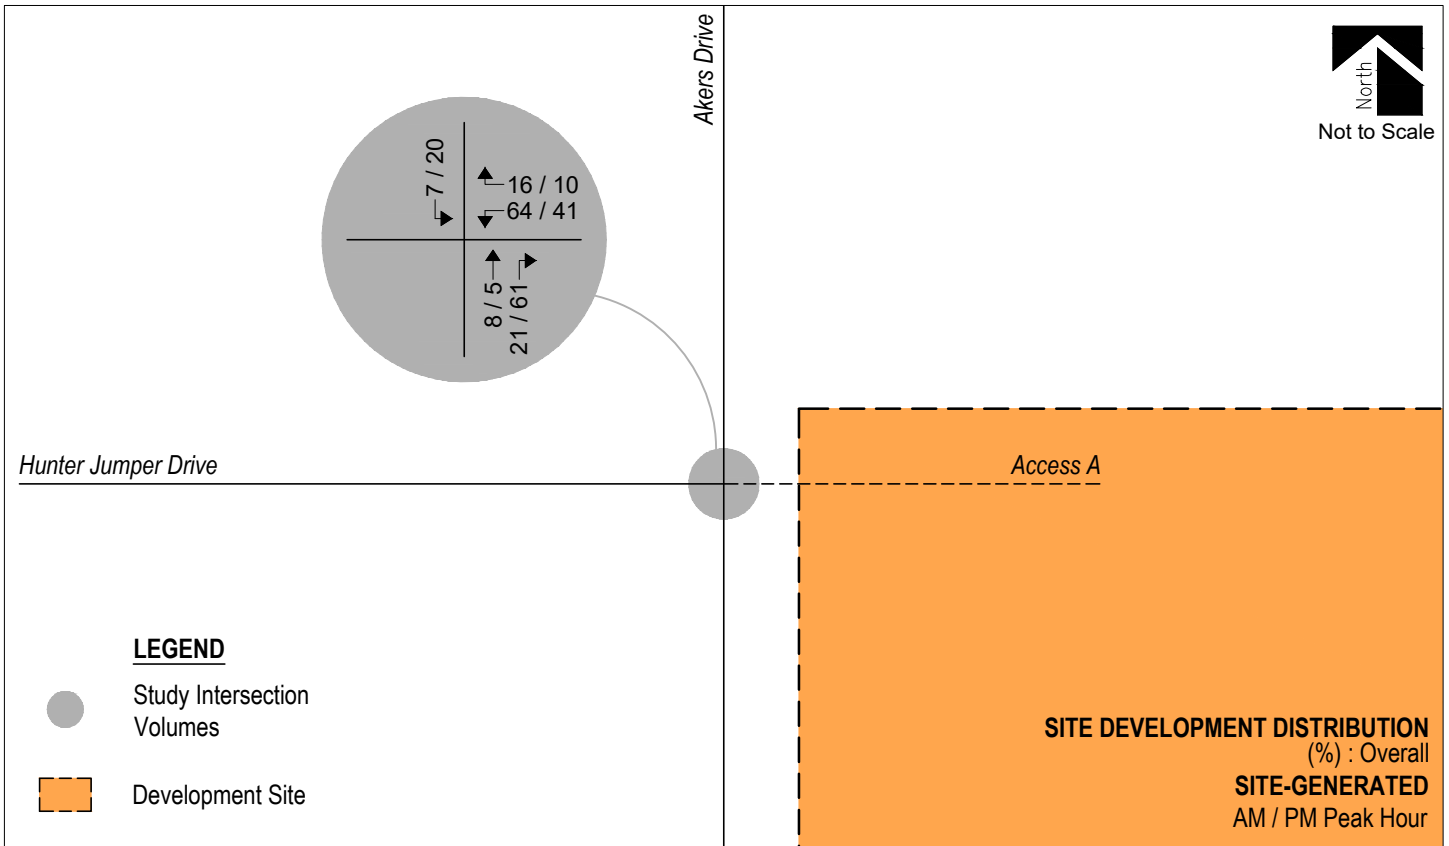 Akers Drive
North
Not to Scale
7 / 20
16 / 10
64 / 41
8 / 5
21 / 61
Hunter Jumper Drive
Access A
LEGEND
Study Intersection
Volumes
Development Site
SITE DEVELOPMENT DISTRIBUTION
(%) : Overall
SITE-GENERATED
AM / PM Peak Hour